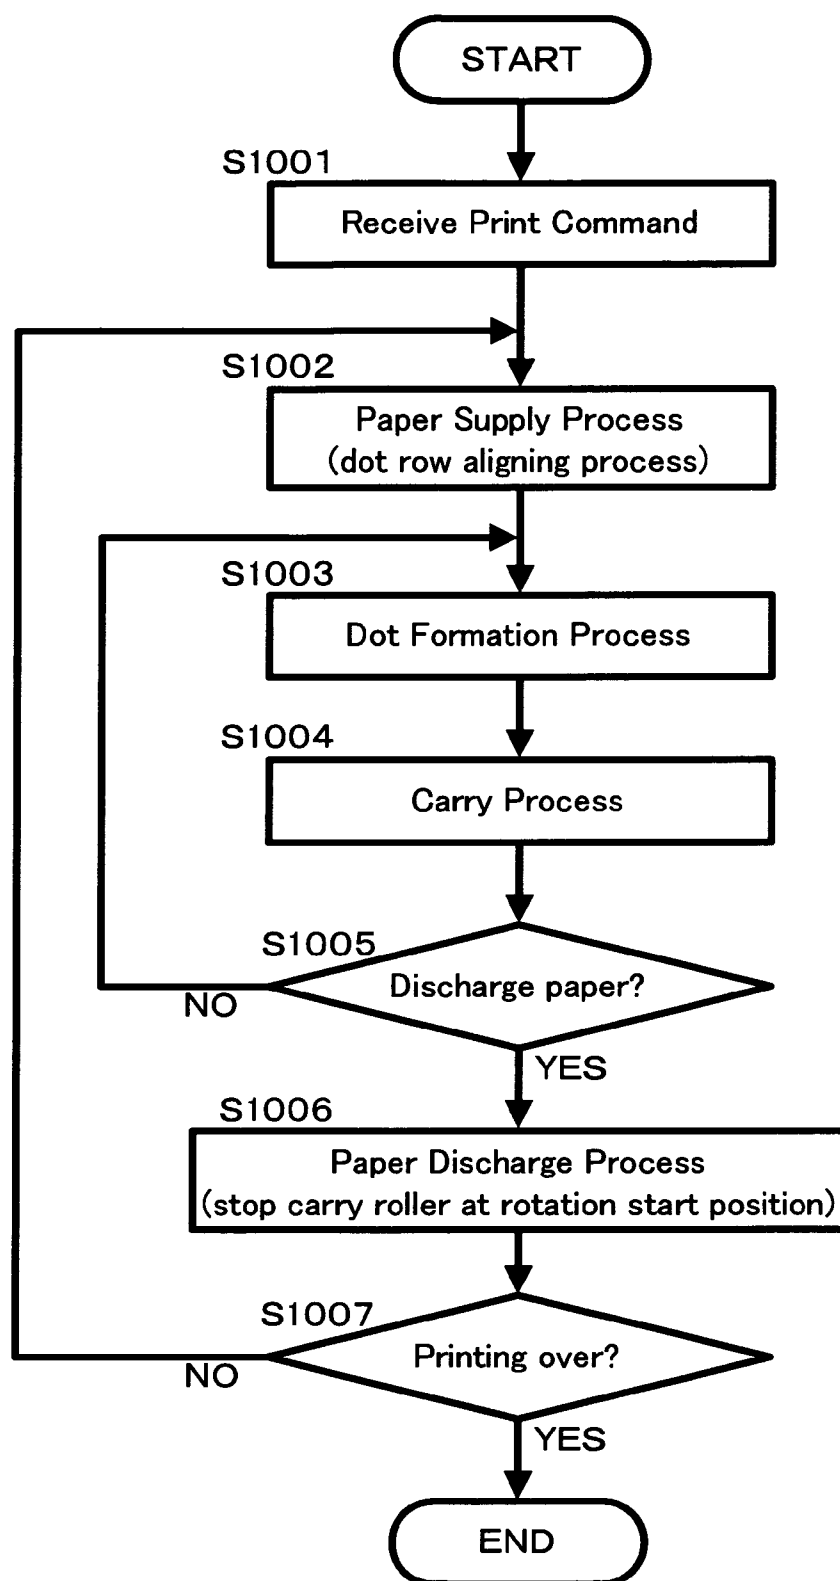 START
S1001
Receive Print Command
S1002
Paper Supply Process
(dot row aligning process)
S1003
Dot Formation Process
S1004
Carry Process
S1005
Discharge paper?
NO
YES
S1006
Paper Discharge Process
(stop carry roller at rotation start position)
S1007
Printing over?
NO
YES
END